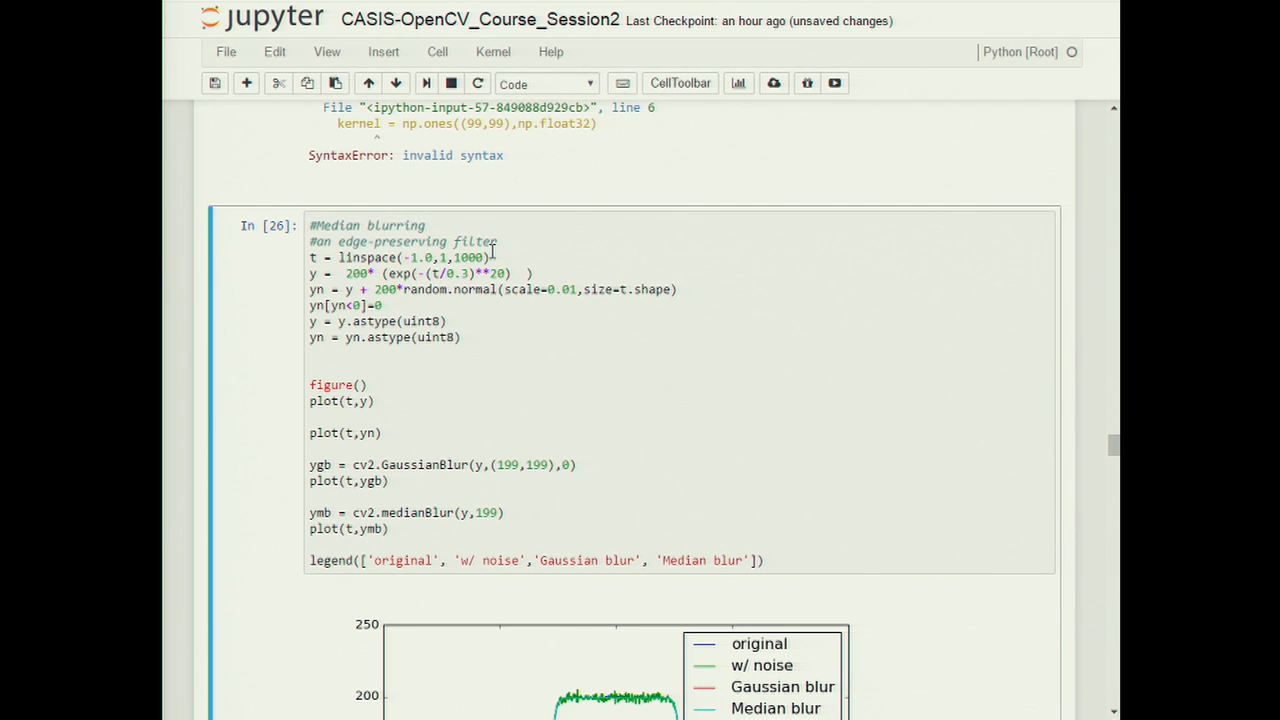 jupyter CASIS-OpenCV_Course_Session2 Last Checkpoint: an hour ago (unsaved changes)
File Edit View Insert Cell Kernel Help Python [Root]
Code CellToolbar
File "<ipython-input-57-849088d929cb>", line 6
kernel = np.ones((99,99),np.float32)
^
SyntaxError: invalid syntax
In [26]:
#Median blurring
#an edge-preserving filter
t = linspace(-1.0,1,1000)
y =  200* (exp(-(t/0.3)**20)  )
yn = y + 200*random.normal(scale=0.01,size=t.shape)
yn[yn<0]=0
y = y.astype(uint8)
yn = yn.astype(uint8)
figure()
plot(t,y)
plot(t,yn)
ygb = cv2.GaussianBlur(y,(199,199),0)
plot(t,ygb)
ymb = cv2.medianBlur(y,199)
plot(t,ymb)
legend(['original', 'w/ noise','Gaussian blur', 'Median blur'])
250
original
w/ noise
Gaussian blur
200
Median blur